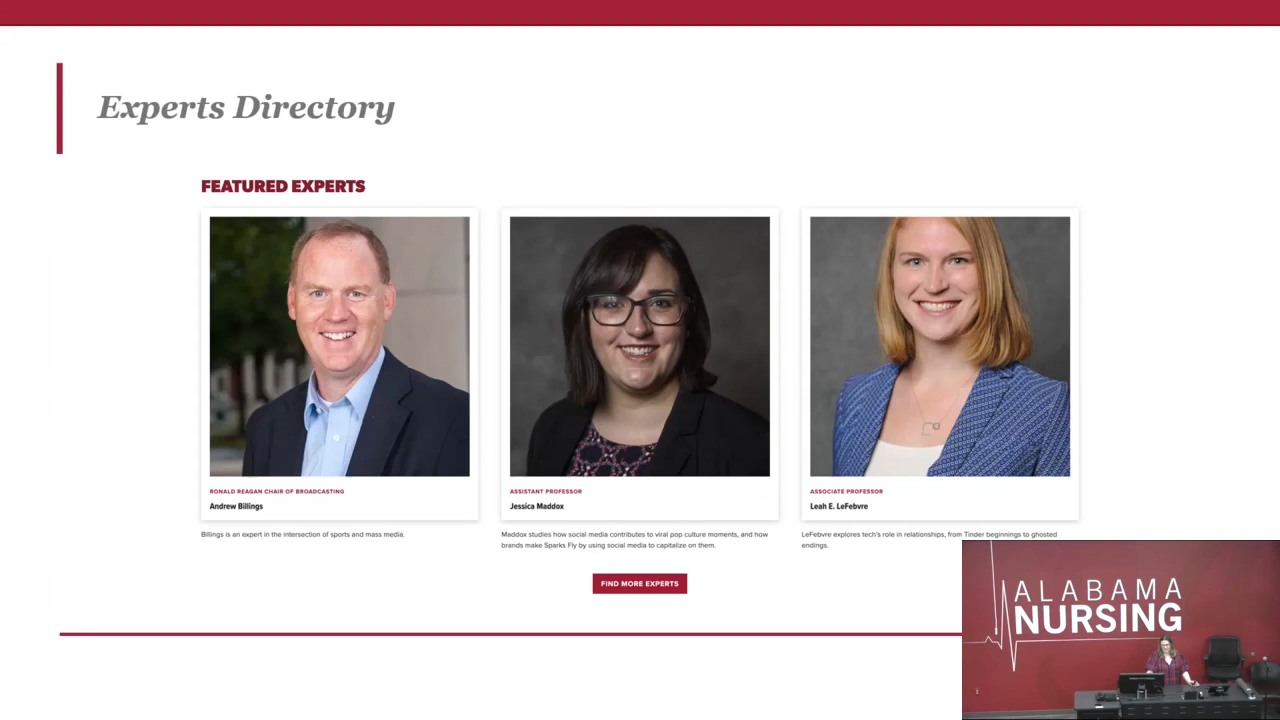 Experts Directory
FEATURED EXPERTS
RONALD REAGAN CHAIR OF BROADCASTING
Andrew Billings
Billings is an expert in the intersection of sports and mass media.
ASSISTANT PROFESSOR
Jessica Maddox
Maddox studies how social media contributes to viral pop culture moments, and how
brands make Sparks Fly by using social media to capitalize on them.
ASSOCIATE PROFESSOR
Leah E. LeFebvre
LeFebvre explores tech's role in relationships, from Tinder beginnings to ghosted
endings.
FIND MORE EXPERTS
ALABAMA
NURSING